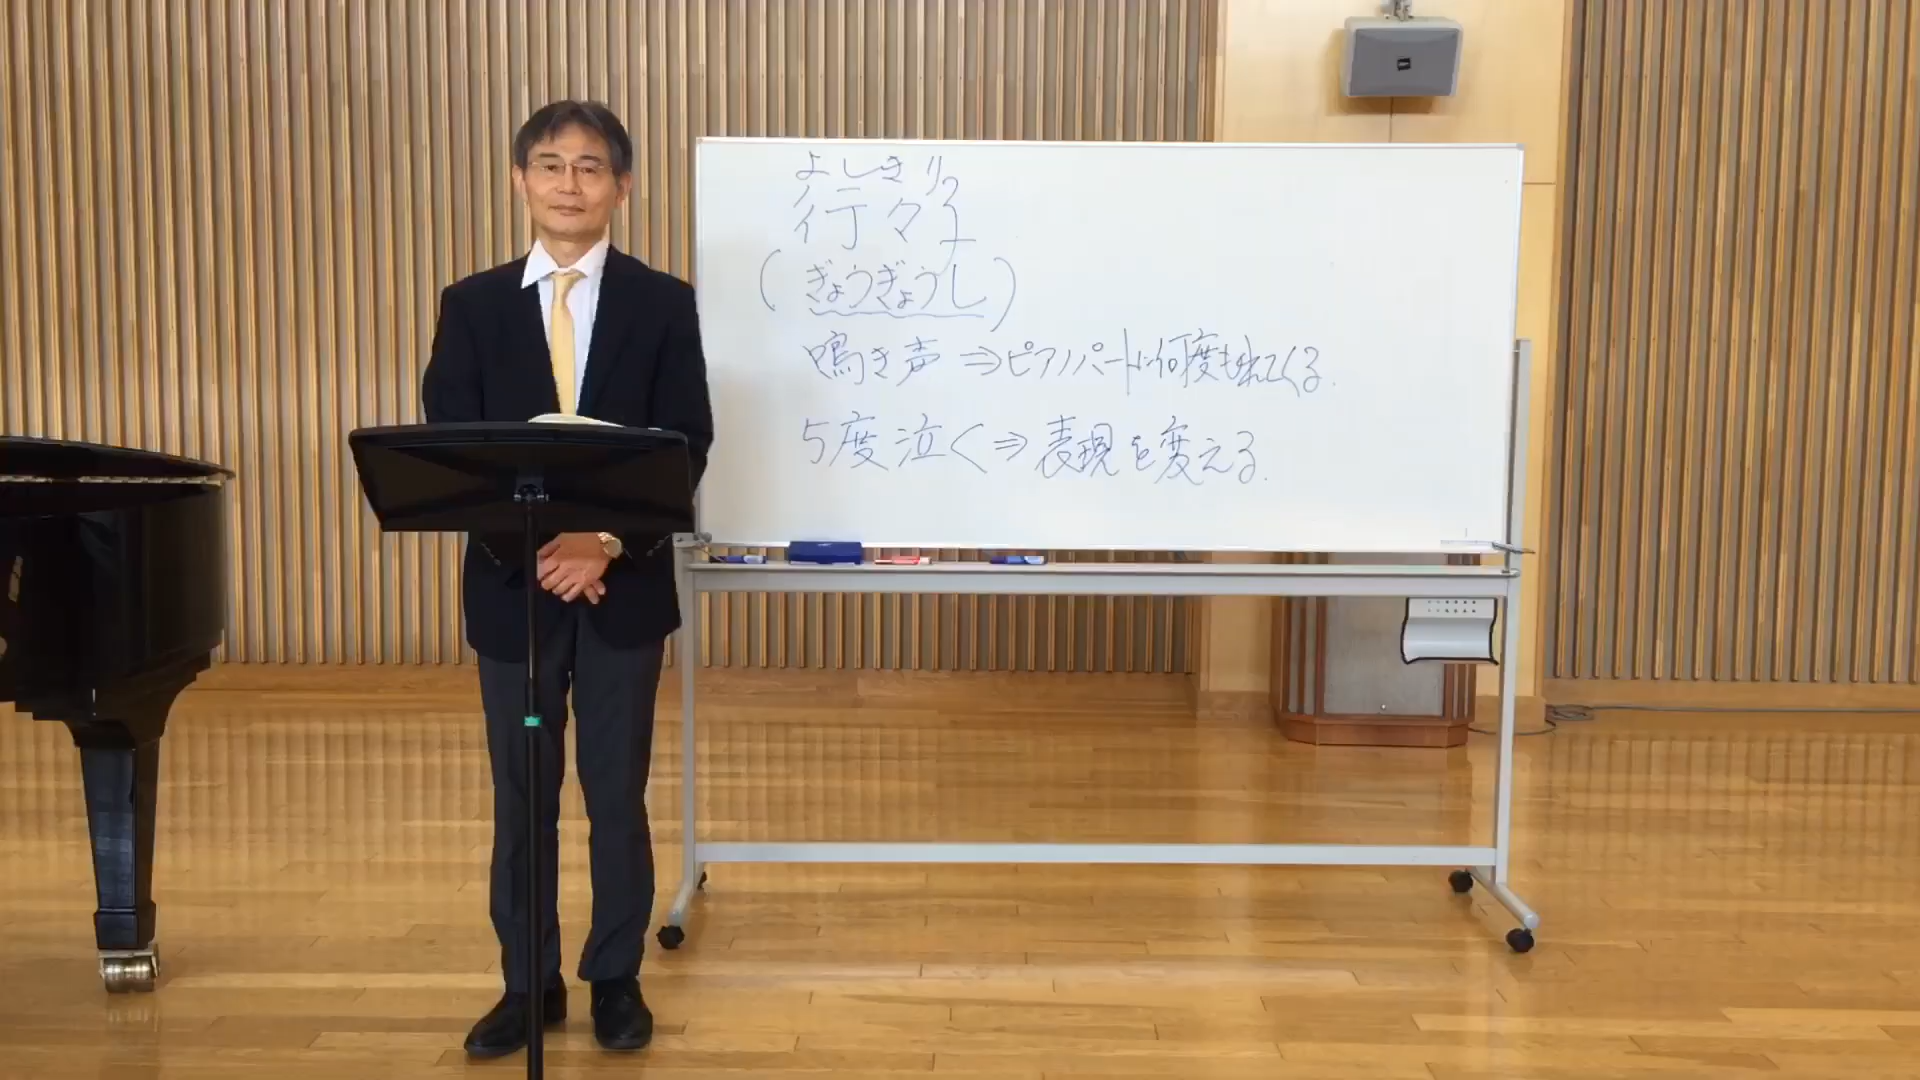 よしきり
行々子
(ぎょうぎょうし)
鳴き声 ⇒ピアノパートに何度も現れてくる.
5度泣く⇒表現を変える.